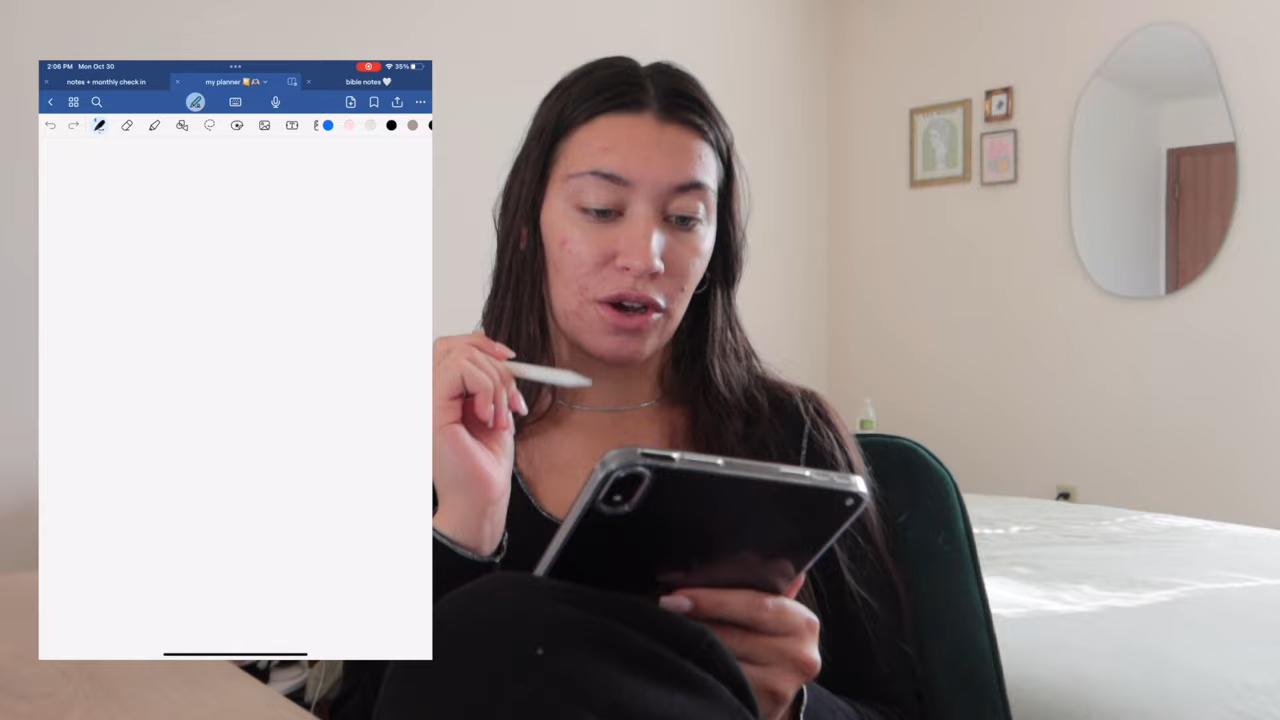 2:06 PM Mon Oct 30
35%
notes + monthly check in
my planner
bible notes 🤍